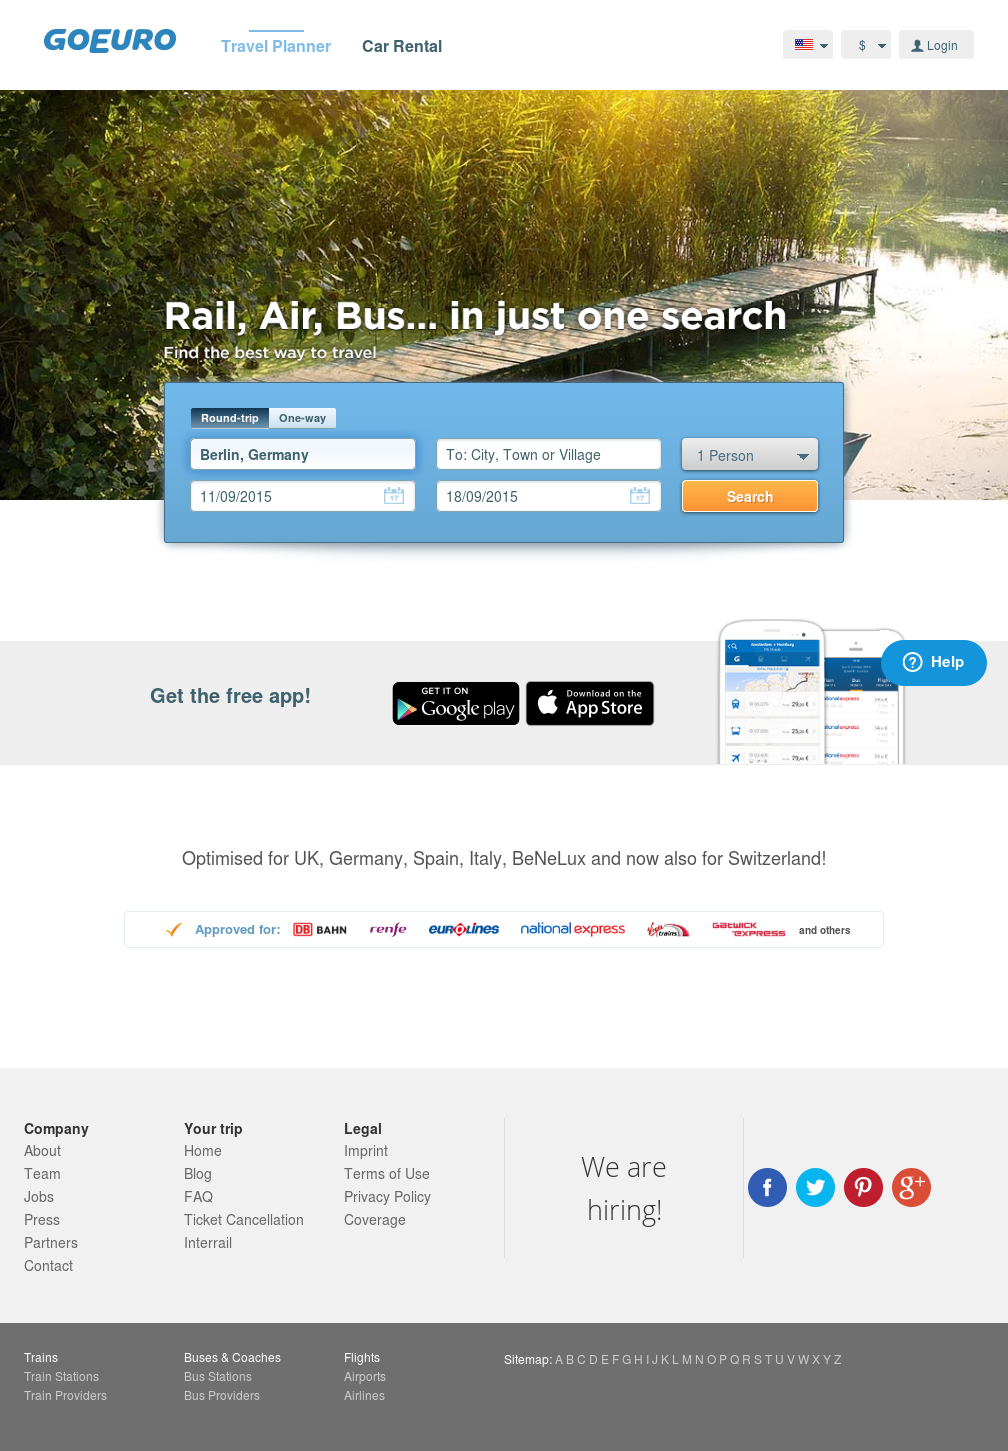 GOEURO
Travel Planner
Car Rental
$
Login
Rail, Air, Bus... in just one search
Find the best way to travel
Round-trip
One-way
Berlin, Germany
To: City, Town or Village
1 Person
11/09/2015
17
18/09/2015
17
Search
Get the free app!
GET IT ON
Google play
Download on the
App Store
Help
Optimised for UK, Germany, Spain, Italy, BeNeLux and now also for Switzerland!
Approved for:
DB BAHN
renfe
eurolines
national express
Virgin trains
Gatwick express
and others
Company
About
Team
Jobs
Press
Partners
Contact
Your trip
Home
Blog
FAQ
Ticket Cancellation
Interrail
Legal
Imprint
Terms of Use
Privacy Policy
Coverage
We are
hiring!
Trains
Train Stations
Train Providers
Buses & Coaches
Bus Stations
Bus Providers
Flights
Airports
Airlines
Sitemap: A B C D E F G H I J K L M N O P Q R S T U V W X Y Z